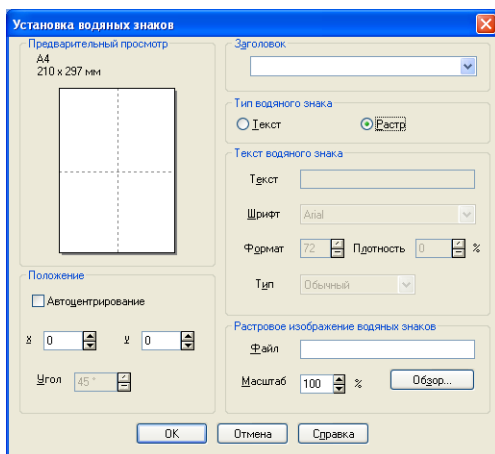 Установка водяных знаков
Предварительный просмотр
A4
210 x 297 мм
Заголовок
Тип водяного знака
Текст
Растр
Текст водяного знака
Текст
Шрифт Arial
Формат 72 Плотность 0 %
Тип Обычный
Положение
Автоцентрирование
x 0 y 0
Угол 45 °
Растровое изображение водяных знаков
Файл
Масштаб 100 % Обзор...
OK Отмена Справка